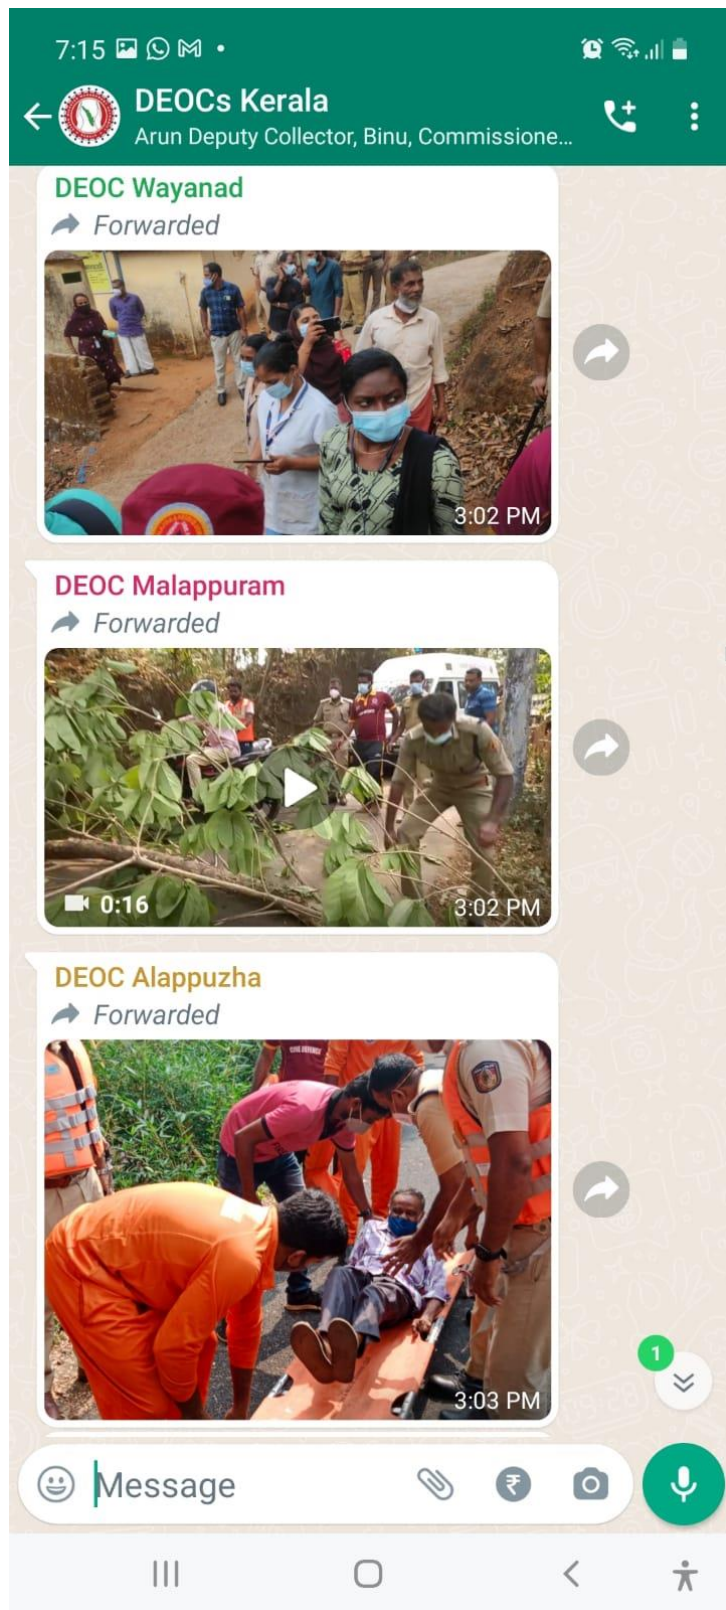 7:15
DEOCs Kerala
Arun Deputy Collector, Binu, Commissione...
DEOC Wayanad
Forwarded
3:02 PM
DEOC Malappuram
Forwarded
0:16
3:02 PM
DEOC Alappuzha
Forwarded
3:03 PM
1
Message